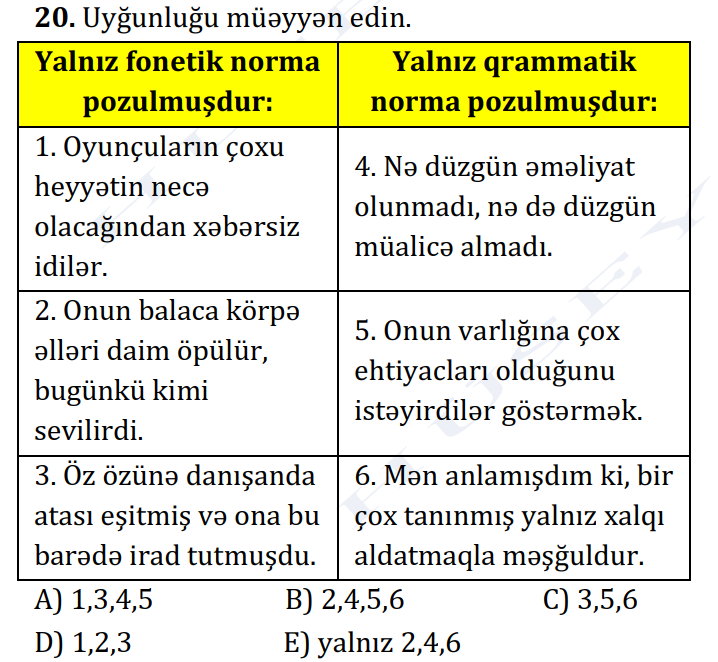 20. Uyğunluğu müəyyən edin.
Yalnız fonetik norma
pozulmuşdur:
Yalnız qrammatik
norma pozulmuşdur:
1. Oyunçuların çoxu
heyyətin necə
olacağından xəbərsiz
idilər.
4. Nə düzgün əməliyat
olunmadı, nə də düzgün
müalicə almadı.
2. Onun balaca körpə
əlləri daim öpülür,
bugünkü kimi
sevilirdi.
5. Onun varlığına çox
ehtiyacları olduğunu
istəyirdilər göstərmək.
3. Öz özünə danışanda
atası eşitmiş və ona bu
barədə irad tutmuşdu.
6. Mən anlamışdım ki, bir
çox tanınmış yalnız xalqı
aldatmaqla məşğuldur.
A) 1,3,4,5 B) 2,4,5,6 C) 3,5,6
D) 1,2,3 E) yalnız 2,4,6